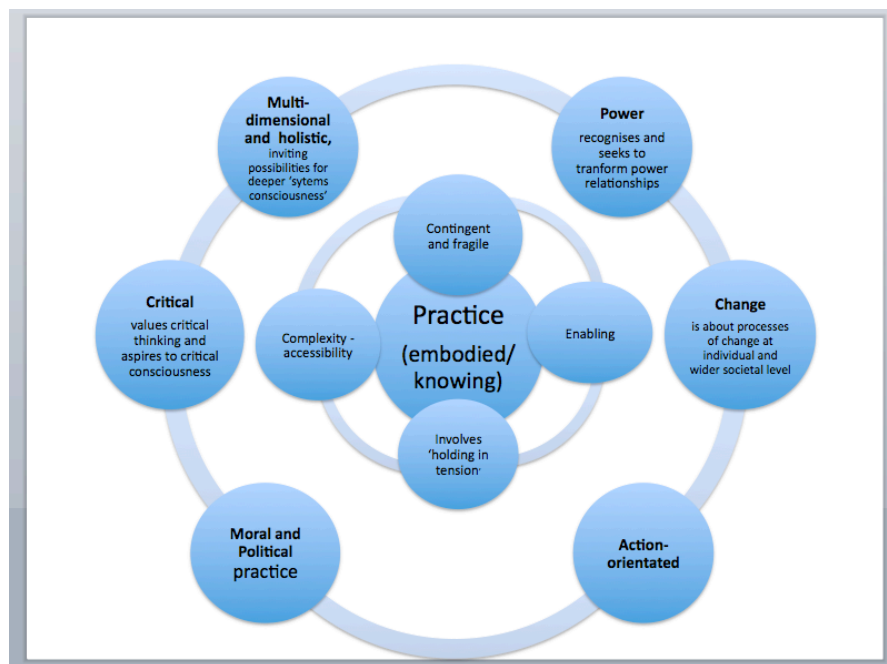 Multi-
dimensional
and holistic,
inviting
possibilities for
deeper ‘sytems
consciousness’
Power
recognises and
seeks to
tranform power
relationships
Contingent
and fragile
Critical
values critical
thinking and
aspires to critical
consciousness
Complexity -
accessibility
Practice
(embodied/
knowing)
Enabling
Change
is about processes
of change at
individual and
wider societal level
Involves
‘holding in
tension’
Moral and
Political
practice
Action-
orientated